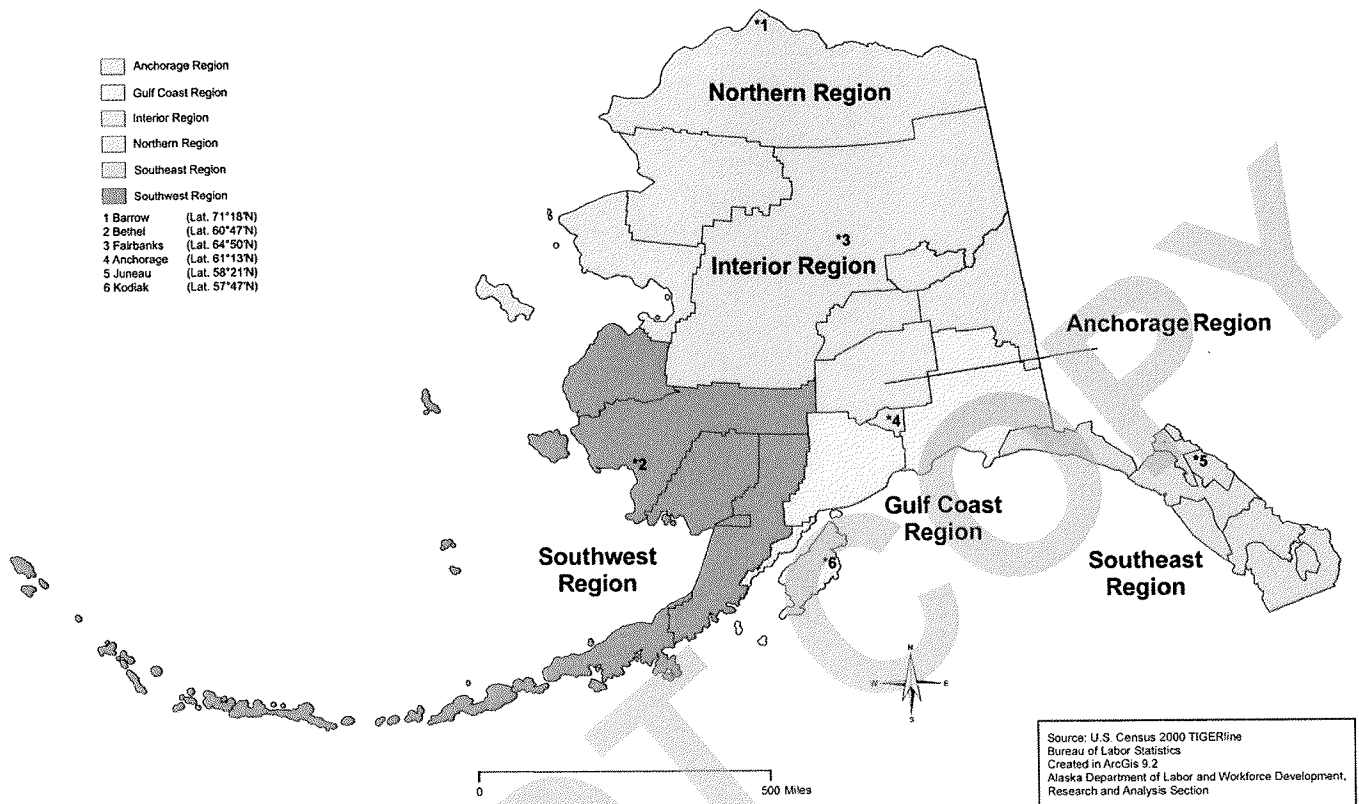 Anchorage Region
Gulf Coast Region
Interior Region
Northern Region
Southeast Region
Southwest Region
1 Barrow (Lat. 71°18'N)
2 Bethel (Lat. 60°47'N)
3 Fairbanks (Lat. 64°50'N)
4 Anchorage (Lat. 61°13'N)
5 Juneau (Lat. 58°21'N)
6 Kodiak (Lat. 57°47'N)
*1
Northern Region
*3
Interior Region
Anchorage Region
*4
*2
*5
Gulf Coast
Region
Southwest
Region
*6
Southeast
Region
N
W E
S
0 500 Miles
Source: U.S. Census 2000 TIGER\line
Bureau of Labor Statistics
Created in ArcGis 9.2
Alaska Department of Labor and Workforce Development,
Research and Analysis Section
T COPY